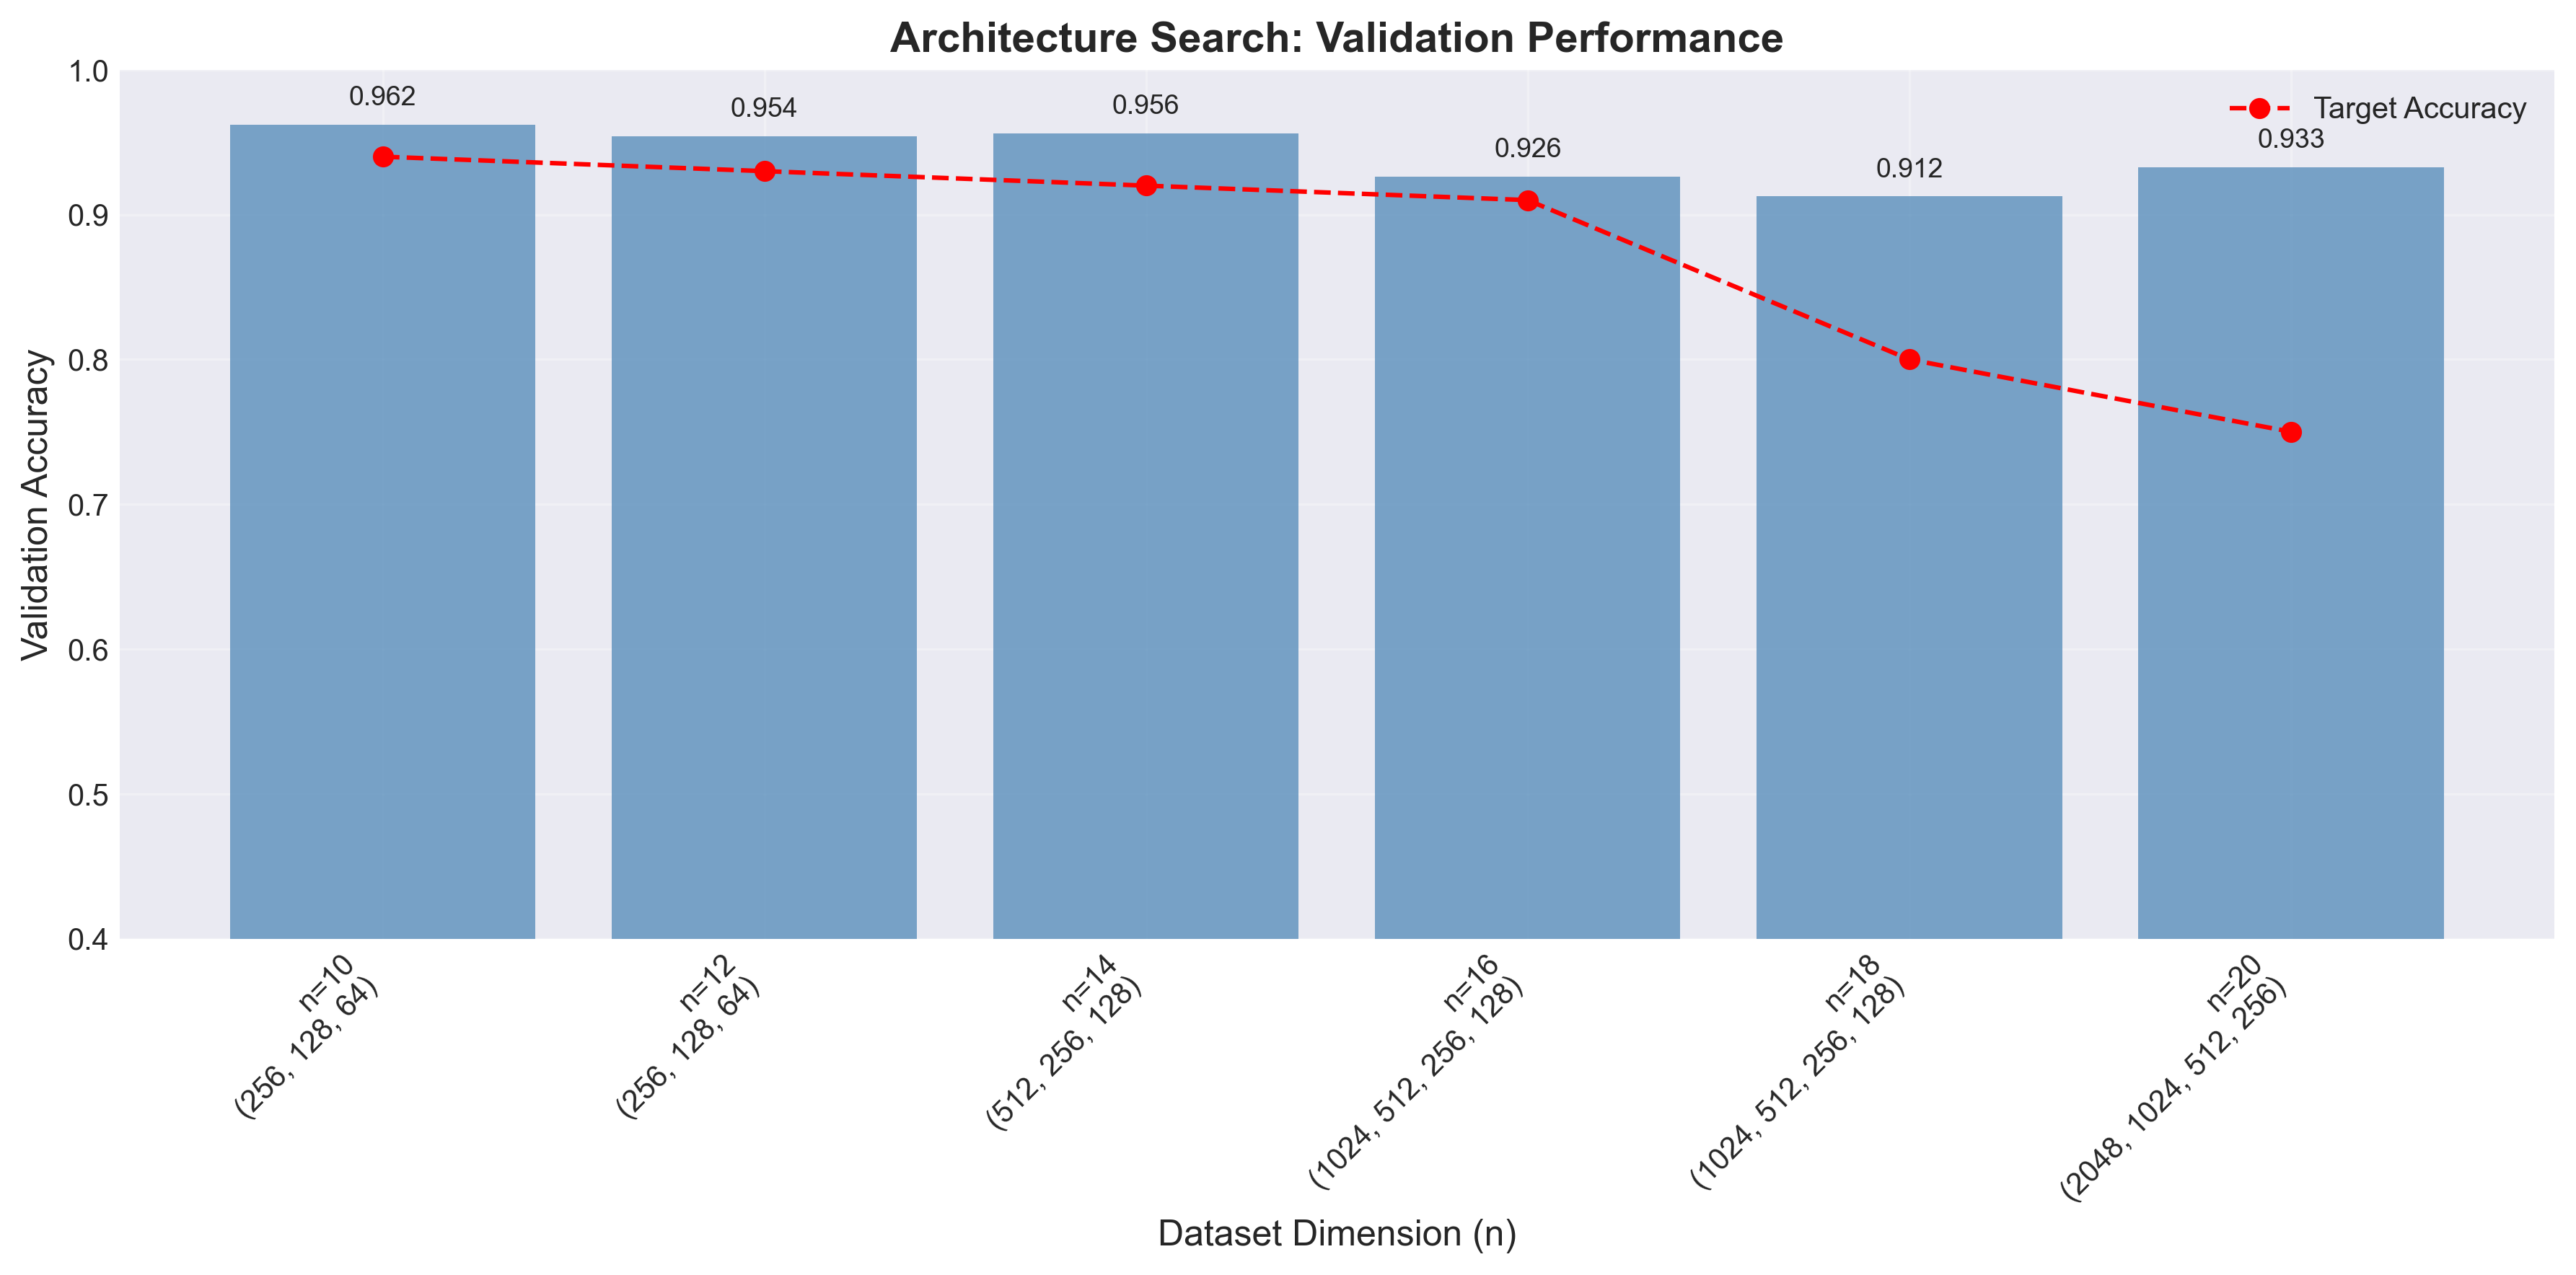 Architecture Search: Validation Performance
1.0
0.9
0.8
0.7
0.6
0.5
0.4
Validation Accuracy
0.962
0.954
0.956
0.926
0.912
0.933
Target Accuracy
n=10
(256, 128, 64)
n=12
(256, 128, 64)
n=14
(512, 256, 128)
n=16
(1024, 512, 256, 128)
n=18
(1024, 512, 256, 128)
n=20
(2048, 1024, 512, 256)
Dataset Dimension (n)